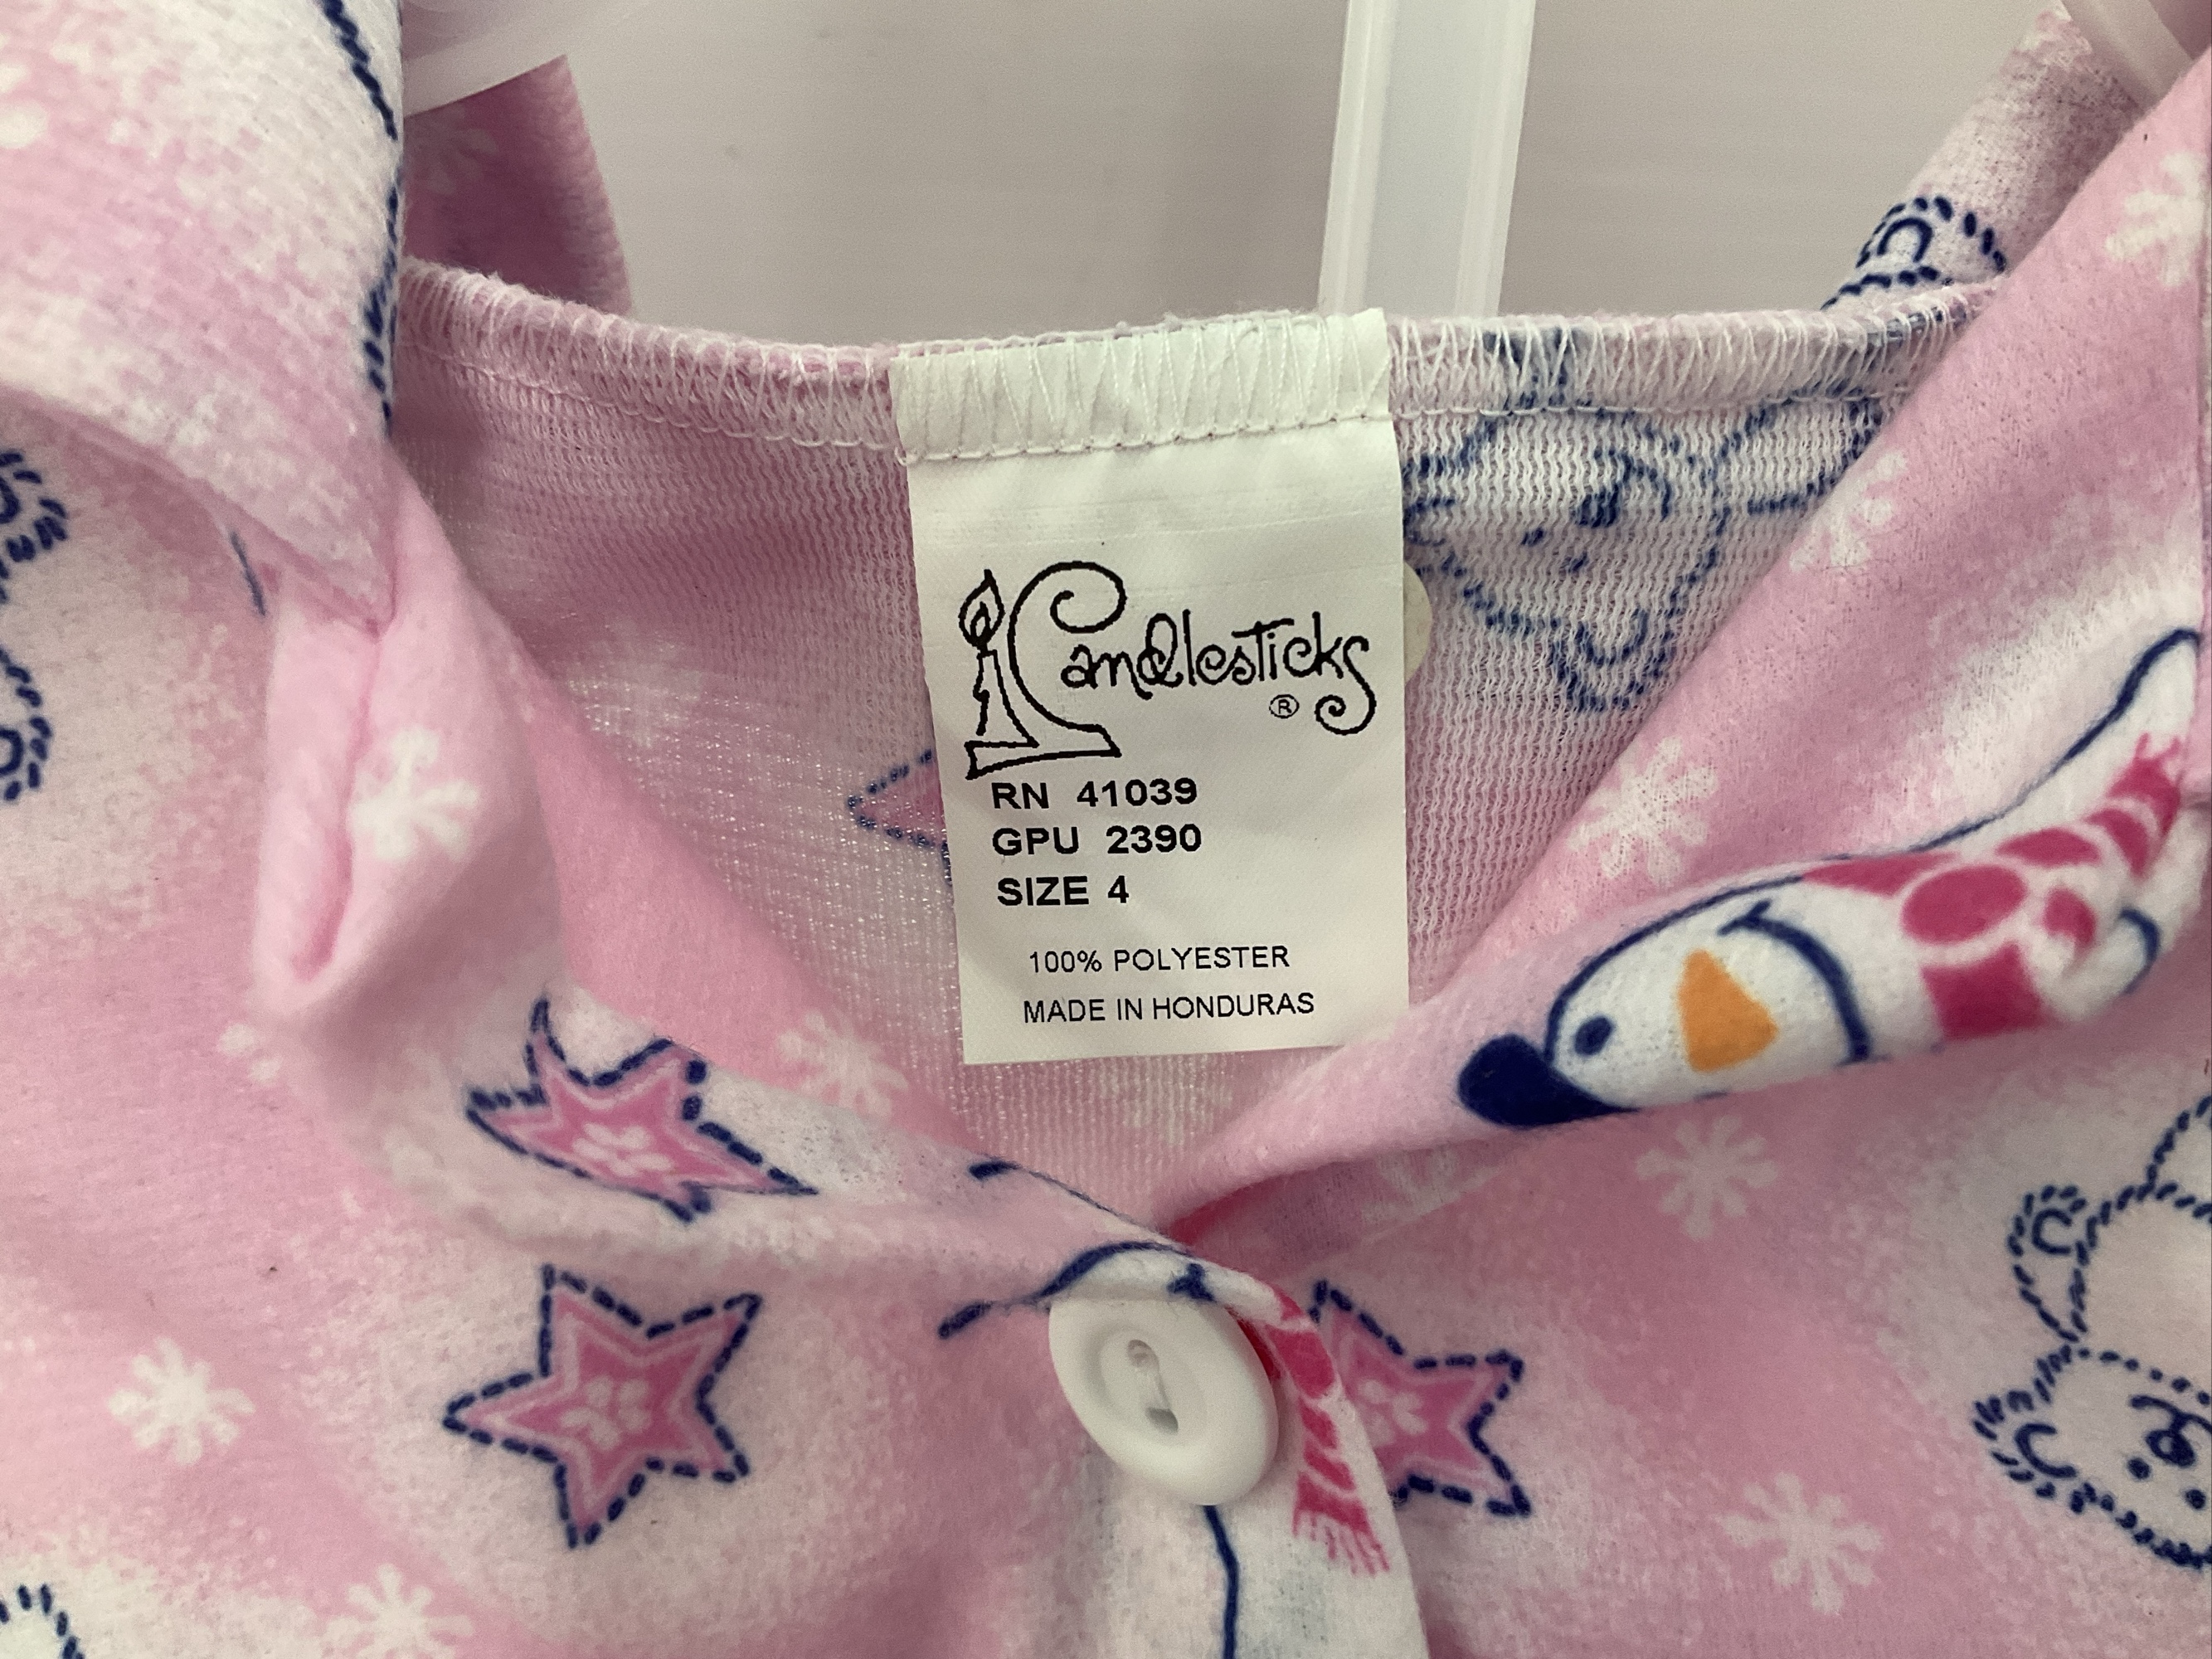 Candlesticks
®
RN 41039
GPU 2390
SIZE 4
100% POLYESTER
MADE IN HONDURAS